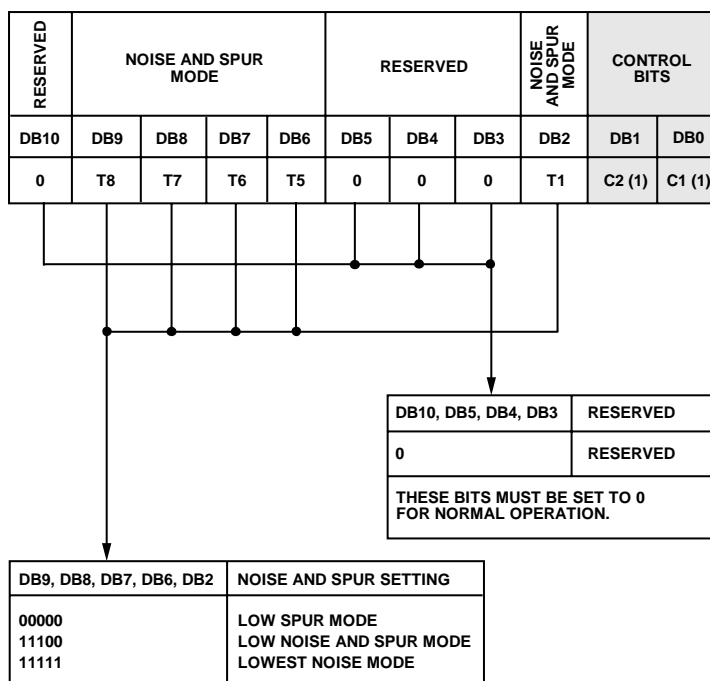 RESERVED
NOISE AND SPUR
MODE
RESERVED
NOISE
AND SPUR
MODE
CONTROL
BITS
DB10 DB9 DB8 DB7 DB6 DB5 DB4 DB3 DB2 DB1 DB0
0 T8 T7 T6 T5 0 0 0 T1 C2 (1) C1 (1)
DB10, DB5, DB4, DB3 RESERVED
0 RESERVED
THESE BITS MUST BE SET TO 0
FOR NORMAL OPERATION.
DB9, DB8, DB7, DB6, DB2 NOISE AND SPUR SETTING
00000 LOW SPUR MODE
11100 LOW NOISE AND SPUR MODE
11111 LOWEST NOISE MODE